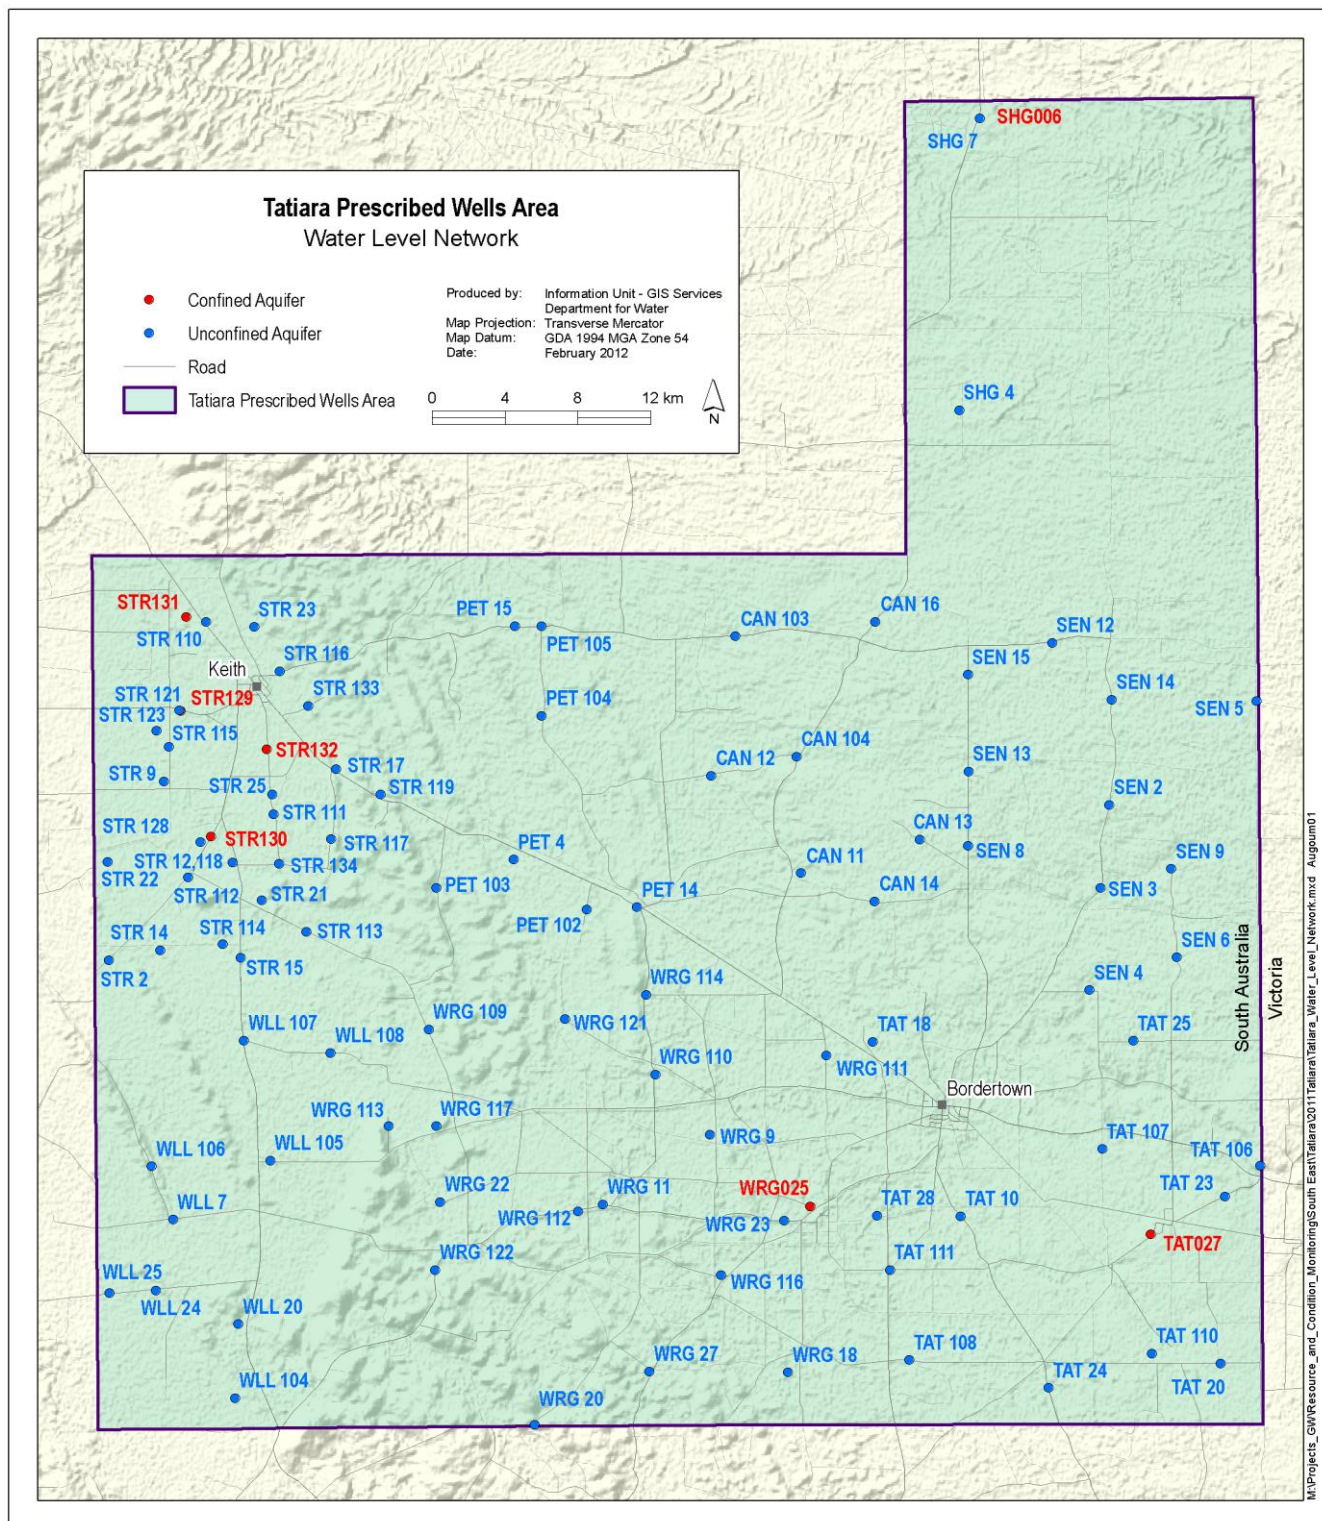 SHG006
SHG 7
Tatiara Prescribed Wells Area
Water Level Network
Confined Aquifer
Unconfined Aquifer
Road
Tatiara Prescribed Wells Area
Produced by: Information Unit - GIS Services
Department for Water
Map Projection: Transverse Mercator
Map Datum: GDA 1994 MGA Zone 54
Date: February 2012
0 4 8 12 km
N
SHG 4
STR131
STR 23
STR 110
PET 15
PET 105
CAN 103
CAN 16
SEN 12
Keith
STR 116
SEN 15
STR 121
STR129
STR 133
STR 123
STR 115
PET 104
SEN 14
SEN 5
STR132
STR 17
CAN 104
CAN 12
SEN 13
STR 9
STR 25
STR 119
SEN 2
STR 111
STR 128
STR130
STR 117
CAN 13
SEN 8
STR 12,118
STR 134
PET 4
CAN 11
SEN 9
STR 22
STR 112
STR 21
PET 103
PET 14
CAN 14
SEN 3
PET 102
STR 14
STR 114
STR 113
SEN 6
STR 2
STR 15
SEN 4
South Australia
Victoria
WRG 114
WLL 107
WLL 108
WRG 109
WRG 121
TAT 18
TAT 25
WRG 110
WRG 111
Bordertown
WRG 113
WRG 117
WRG 9
WLL 106
WLL 105
TAT 107
TAT 106
WLL 7
WRG 22
WRG 11
WRG025
TAT 28
TAT 10
TAT 23
WRG 112
WRG 23
TAT027
WRG 122
TAT 111
WLL 25
WRG 116
WLL 24
WLL 20
WRG 27
WRG 18
TAT 108
TAT 110
TAT 24
TAT 20
WLL 104
WRG 20
M:\Projects_GW\Resource_and_Condition_Monitoring\South East\Tatiara\2011Tatiara\Tatiara_Water_Level_Network.mxd Augoum01